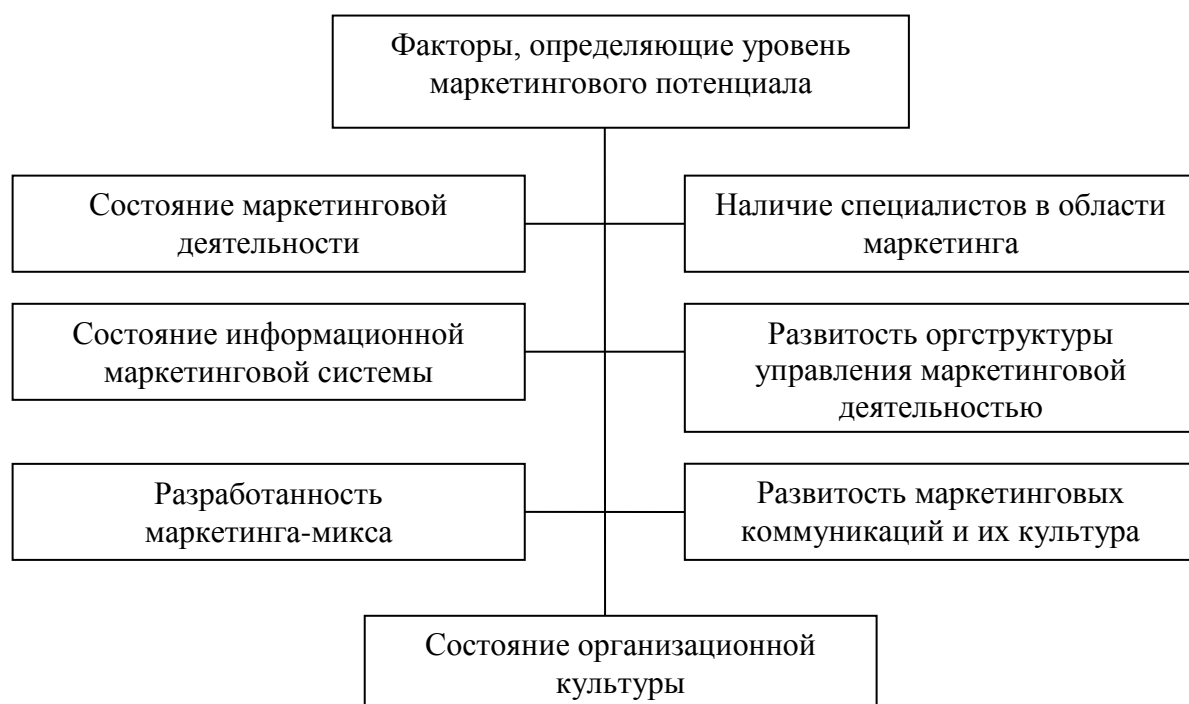 Факторы, определяющие уровень
маркетингового потенциала
Состояние маркетинговой
деятельности
Наличие специалистов в области
маркетинга
Состояние информационной
маркетинговой системы
Развитость оргструктуры
управления маркетинговой
деятельностью
Разработанность
маркетинга-микса
Развитость маркетинговых
коммуникаций и их культура
Состояние организационной
культуры